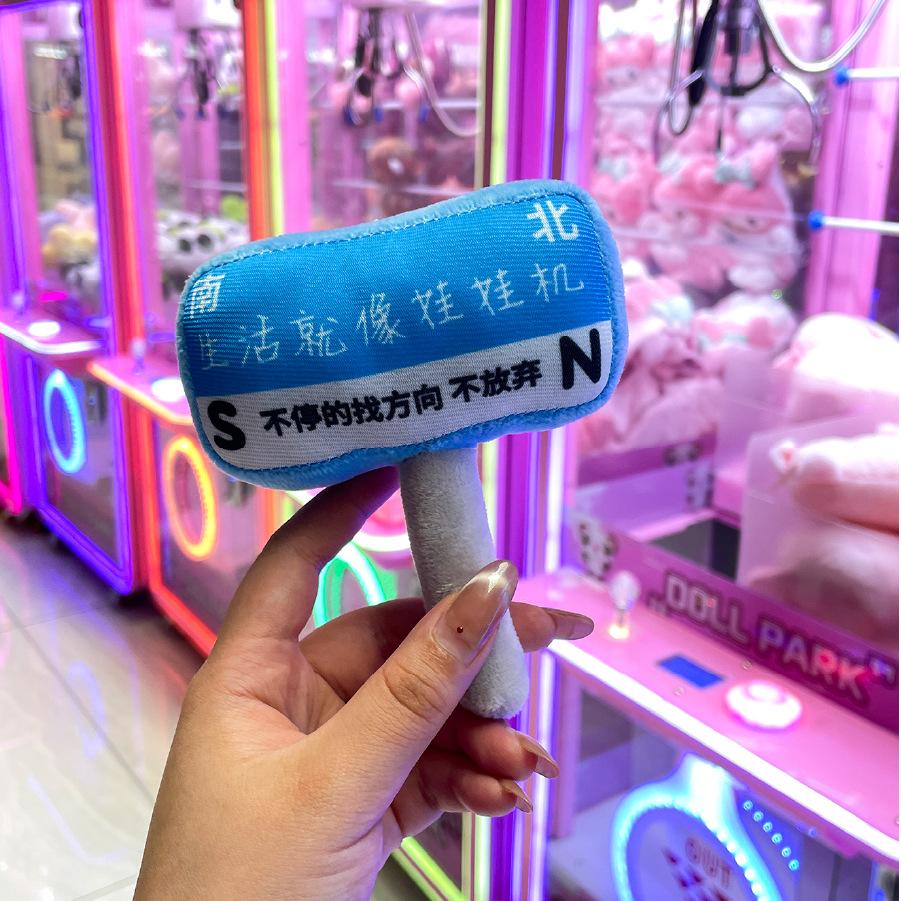 北
南
生活就像娃娃机
S 不停的找方向 不放弃 N
"DOLL PARK"
OUT